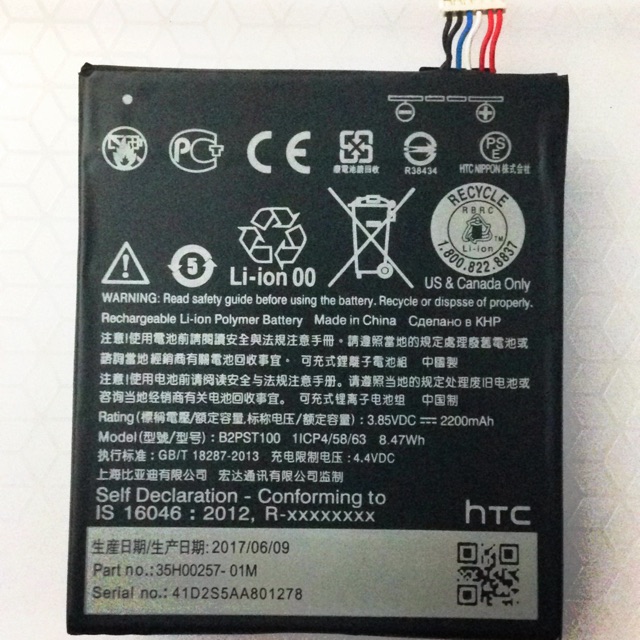 CE
廢電池請回收
R38434
PS
E
HTC NIPPON 株式会社
RECYCLE
RBRC
Li-ion
1.800.822.8837
5
Li-ion 00
US & Canada Only
WARNING: Read safety guide before using the battery. Recycle or dispsse of properly.
Rechargeable Li-ion Polymer Battery Made in China Сделано в КНР
注意!使用電池前請閱讀安全與法規注意手冊。請遵照當地的規定處理廢舊電池或
諮詢當地經銷商有關電池回收事宜。 可充式鋰離子電池組 中國製
注意!使用电池前请阅读安全与法规注意手册。请遵照当地的规定处理废旧电池或
咨询当地经销商有关电池回收事宜。 可充式锂离子电池组 中国制
Rating (標稱電壓/額定容量,标称电压/额定容量) : 3.85VDC ⎓ 2200mAh
Model (型號/型号) : B2PST100 1ICP4/58/63 8.47Wh
执行标准: GB/T 18287-2013 充电限制电压: 4.4VDC
上海比亚迪有限公司 宏达通讯有限公司监制
Self Declaration - Conforming to
IS 16046 : 2012, R-xxxxxxxx
hTC
生產日期/生产日期: 2017/06/09
Part no.:35H00257- 01M
Serial no.: 41D2S5AA801278